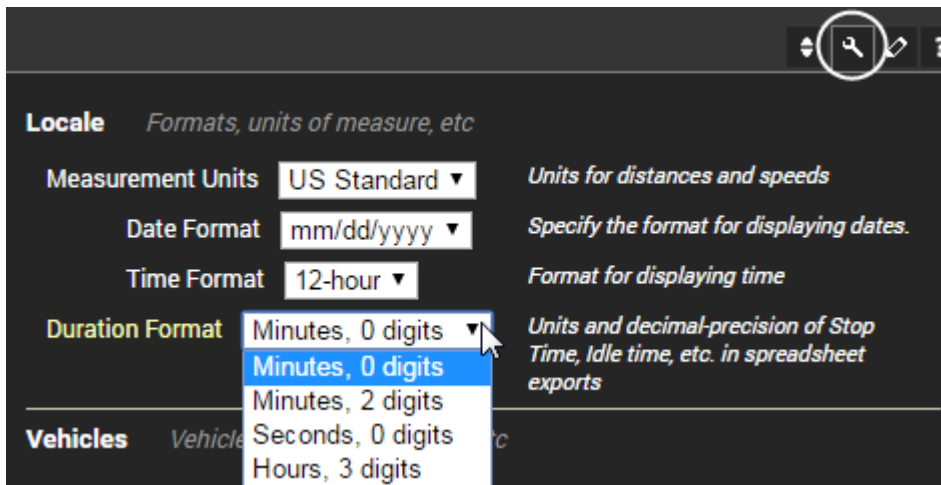 Locale Formats, units of measure, etc
Measurement Units US Standard ▼ Units for distances and speeds
Date Format mm/dd/yyyy ▼ Specify the format for displaying dates.
Time Format 12-hour ▼ Format for displaying time
Duration Format Minutes, 0 digits ▼ Units and decimal-precision of Stop
Time, Idle time, etc. in spreadsheet
exports
Minutes, 0 digits
Minutes, 2 digits
Seconds, 0 digits
Hours, 3 digits
Vehicles